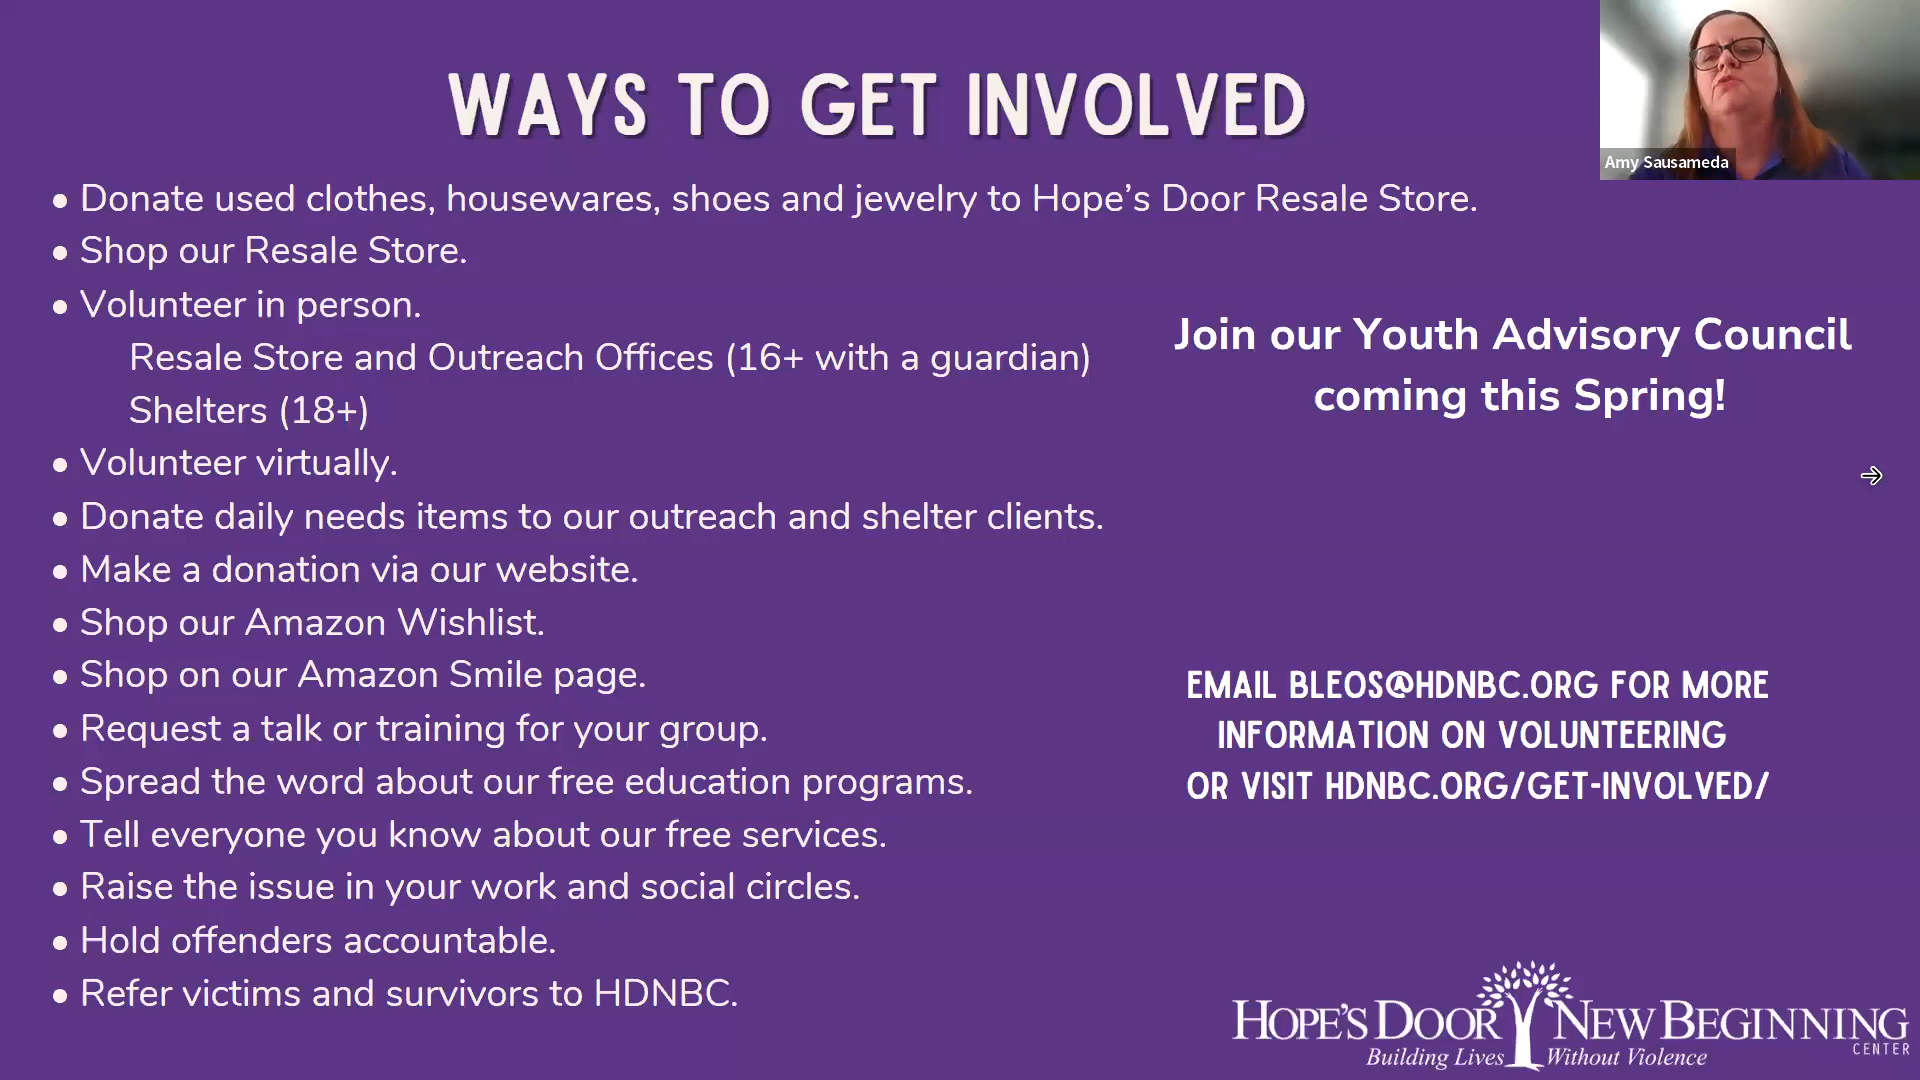 WAYS TO GET INVOLVED
Amy Sausameda
• Donate used clothes, housewares, shoes and jewelry to Hope’s Door Resale Store.
• Shop our Resale Store.
• Volunteer in person.
Resale Store and Outreach Offices (16+ with a guardian)
Shelters (18+)
• Volunteer virtually.
• Donate daily needs items to our outreach and shelter clients.
• Make a donation via our website.
• Shop our Amazon Wishlist.
• Shop on our Amazon Smile page.
• Request a talk or training for your group.
• Spread the word about our free education programs.
• Tell everyone you know about our free services.
• Raise the issue in your work and social circles.
• Hold offenders accountable.
• Refer victims and survivors to HDNBC.
Join our Youth Advisory Council
coming this Spring!
EMAIL BLEOS@HDNBC.ORG FOR MORE
INFORMATION ON VOLUNTEERING
OR VISIT HDNBC.ORG/GET-INVOLVED/
HOPE'S DOOR NEW BEGINNING
CENTER
Building Lives Without Violence